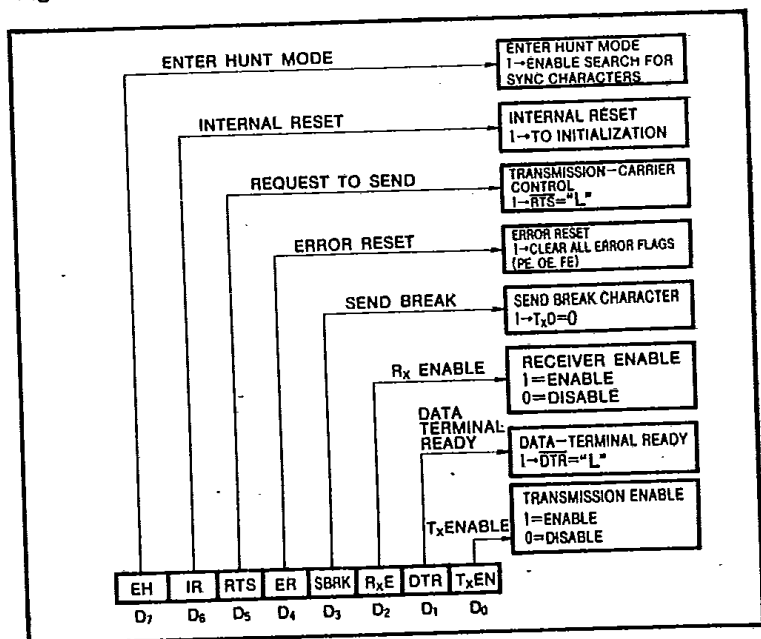 ENTER HUNT MODE
ENTER HUNT MODE
1→ENABLE SEARCH FOR
SYNC CHARACTERS
INTERNAL RESET
INTERNAL RESET
1→TO INITIALIZATION
REQUEST TO SEND
TRANSMISSION-CARRIER
CONTROL
1→R̅T̅S̅="L"
ERROR RESET
ERROR RESET
1→CLEAR ALL ERROR FLAGS
(PE. OE. FE)
SEND BREAK
SEND BREAK CHARACTER
1→TxD=0
Rx ENABLE
RECEIVER ENABLE
1=ENABLE
0=DISABLE
DATA
TERMINAL-
READY
DATA-TERMINAL READY
1→D̅T̅R̅="L"
TxENABLE
TRANSMISSION ENABLE
1=ENABLE
0=DISABLE
EH IR RTS ER SBRK RxE DTR TxEN
D7 D6 D5 D4 D3 D2 D1 D0